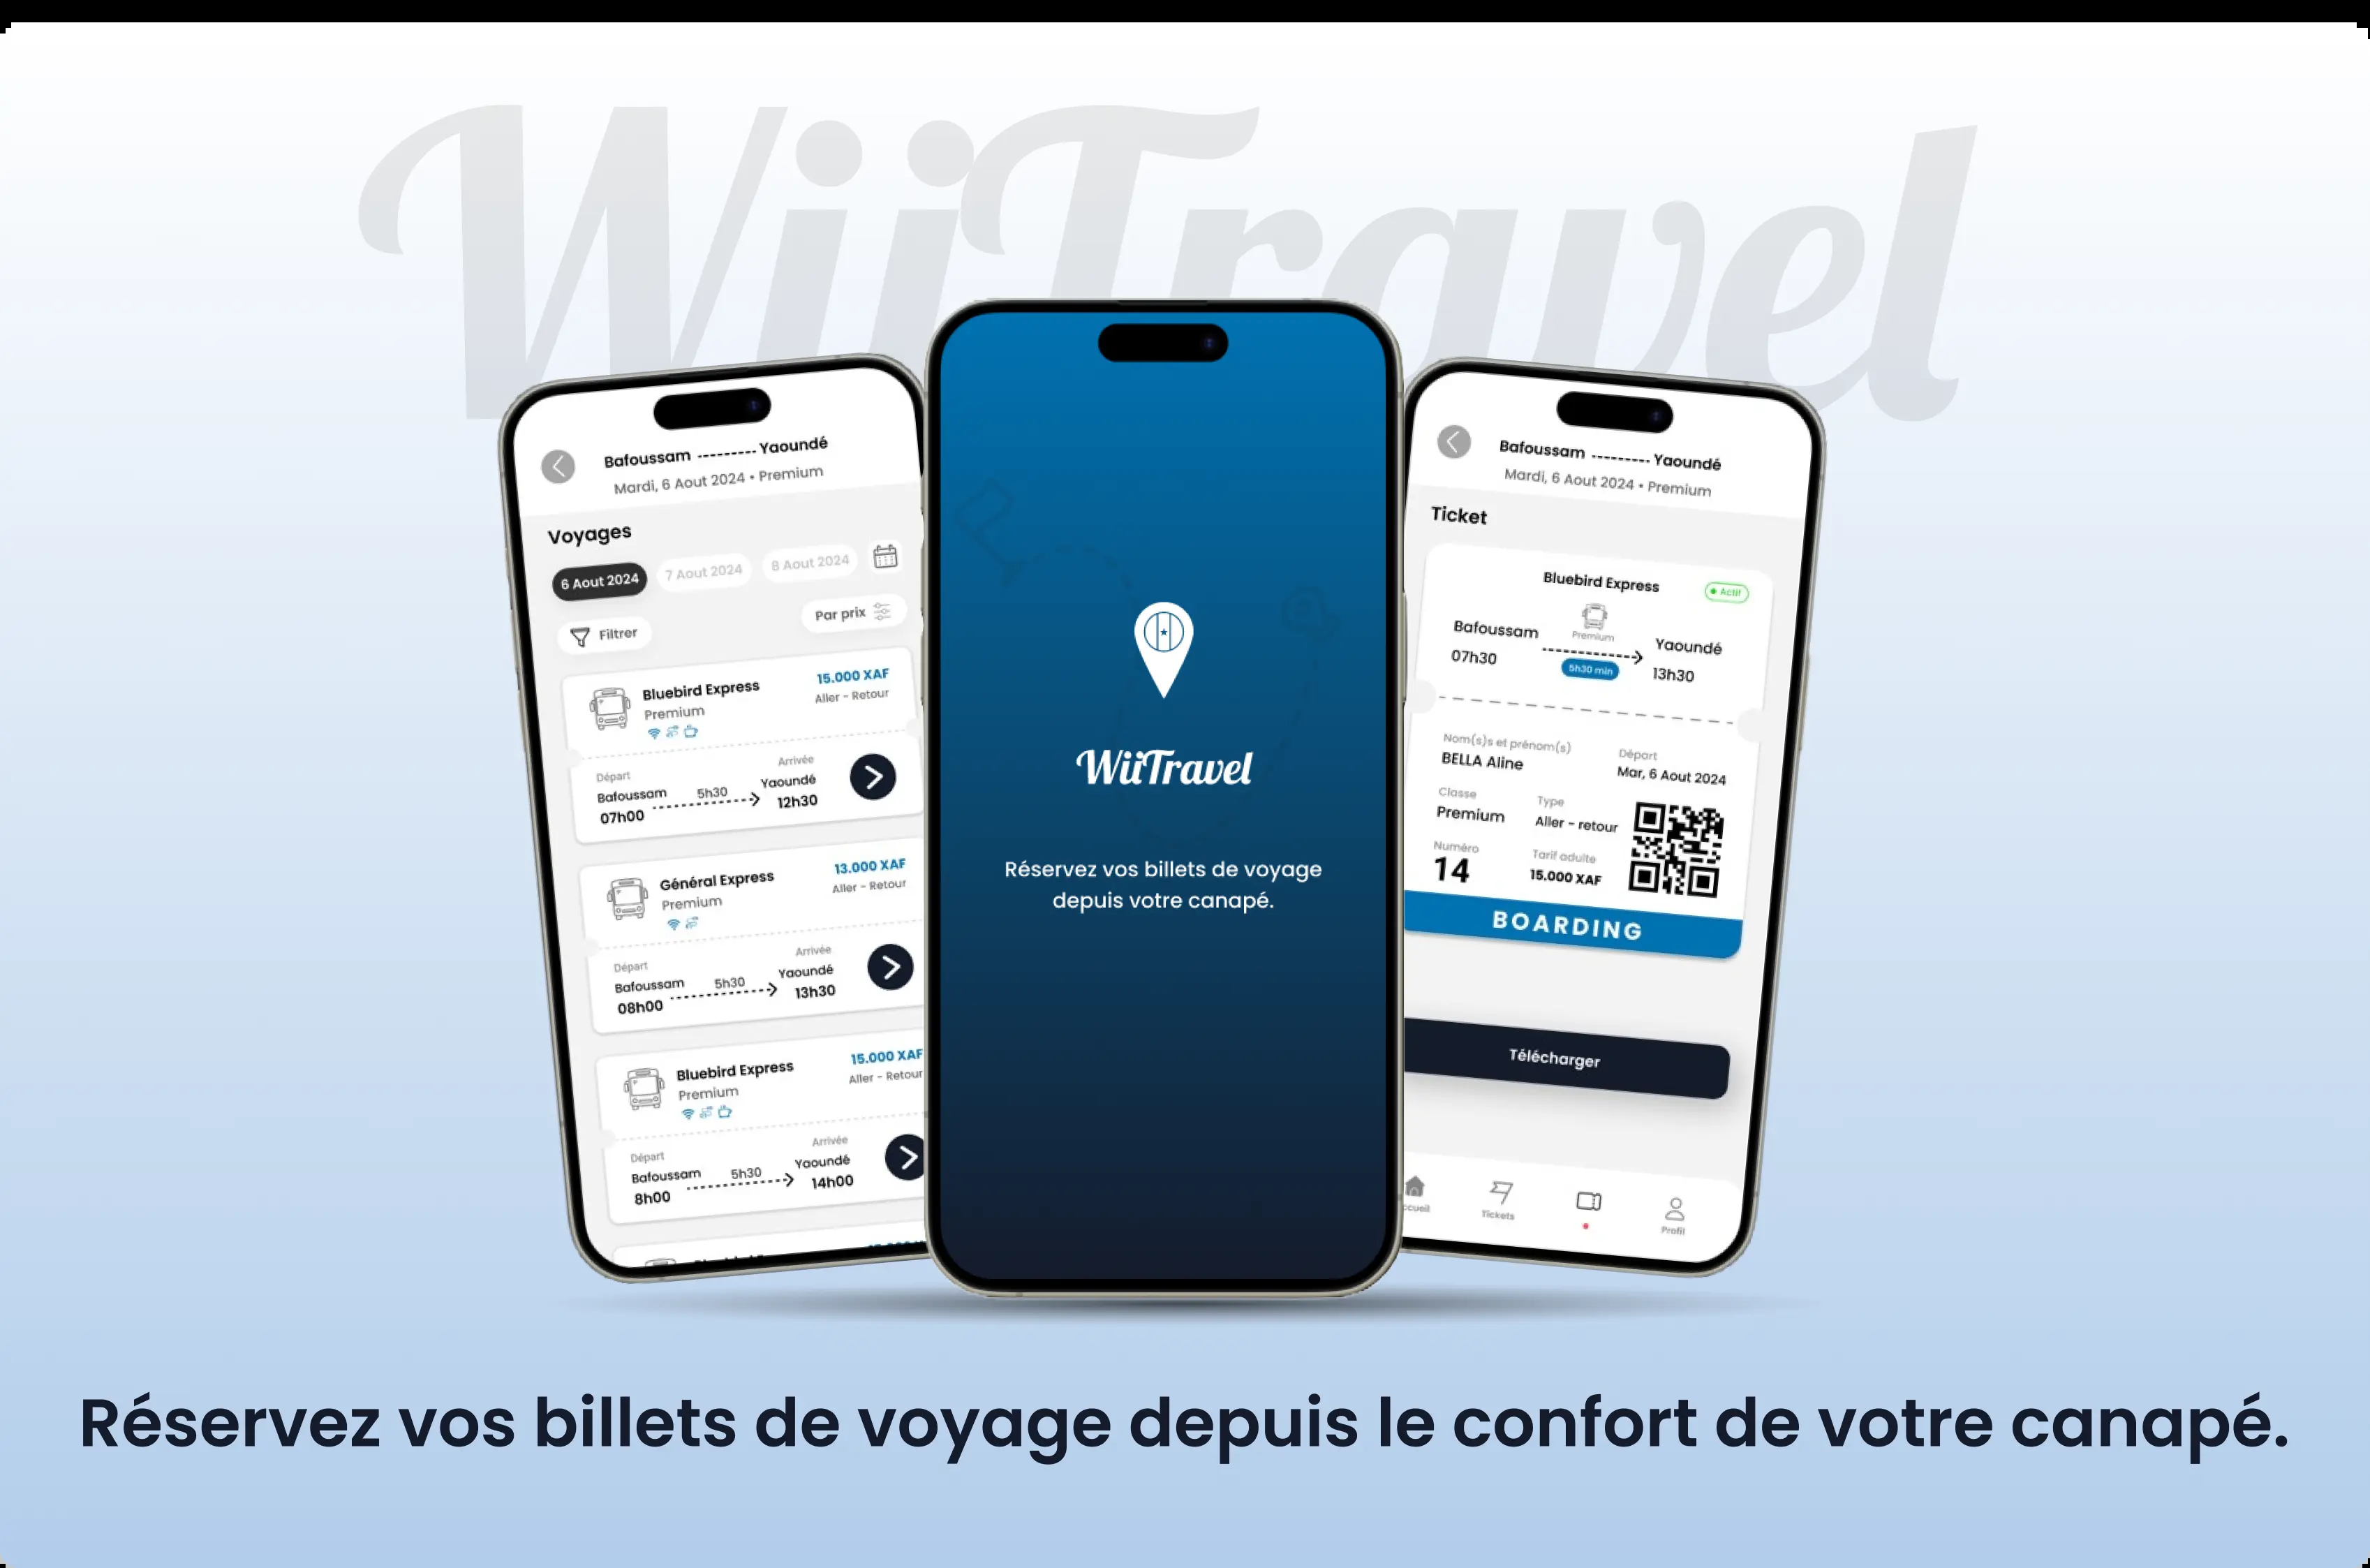 WiiTravel
Bafoussam --------- Yaoundé
Mardi, 6 Aout 2024 • Premium
Voyages
6 Aout 2024
7 Aout 2024
8 Aout 2024
Par prix
Filtrer
Bluebird Express
15.000 XAF
Premium
Aller - Retour
Départ
Arrivée
Bafoussam
5h30
Yaoundé
07h00
12h30
Général Express
13.000 XAF
Premium
Aller - Retour
Départ
Arrivée
Bafoussam
5h30
Yaoundé
08h00
13h30
Bluebird Express
15.000 XAF
Premium
Aller - Retour
Départ
Arrivée
Bafoussam
5h30
Yaoundé
8h00
14h00
WiiTravel
Réservez vos billets de voyage
depuis votre canapé.
Bafoussam --------- Yaoundé
Mardi, 6 Aout 2024 • Premium
Ticket
Bluebird Express
Actif
Premium
Bafoussam
Yaoundé
07h30
5h30 min
13h30
Nom(s)s et prénom(s)
Départ
BELLA Aline
Mar, 6 Aout 2024
Classe
Type
Premium
Aller - retour
Numéro
Tarif adulte
14
15.000 XAF
BOARDING
Télécharger
ccueil
Tickets
Profil
Réservez vos billets de voyage depuis le confort de votre canapé.